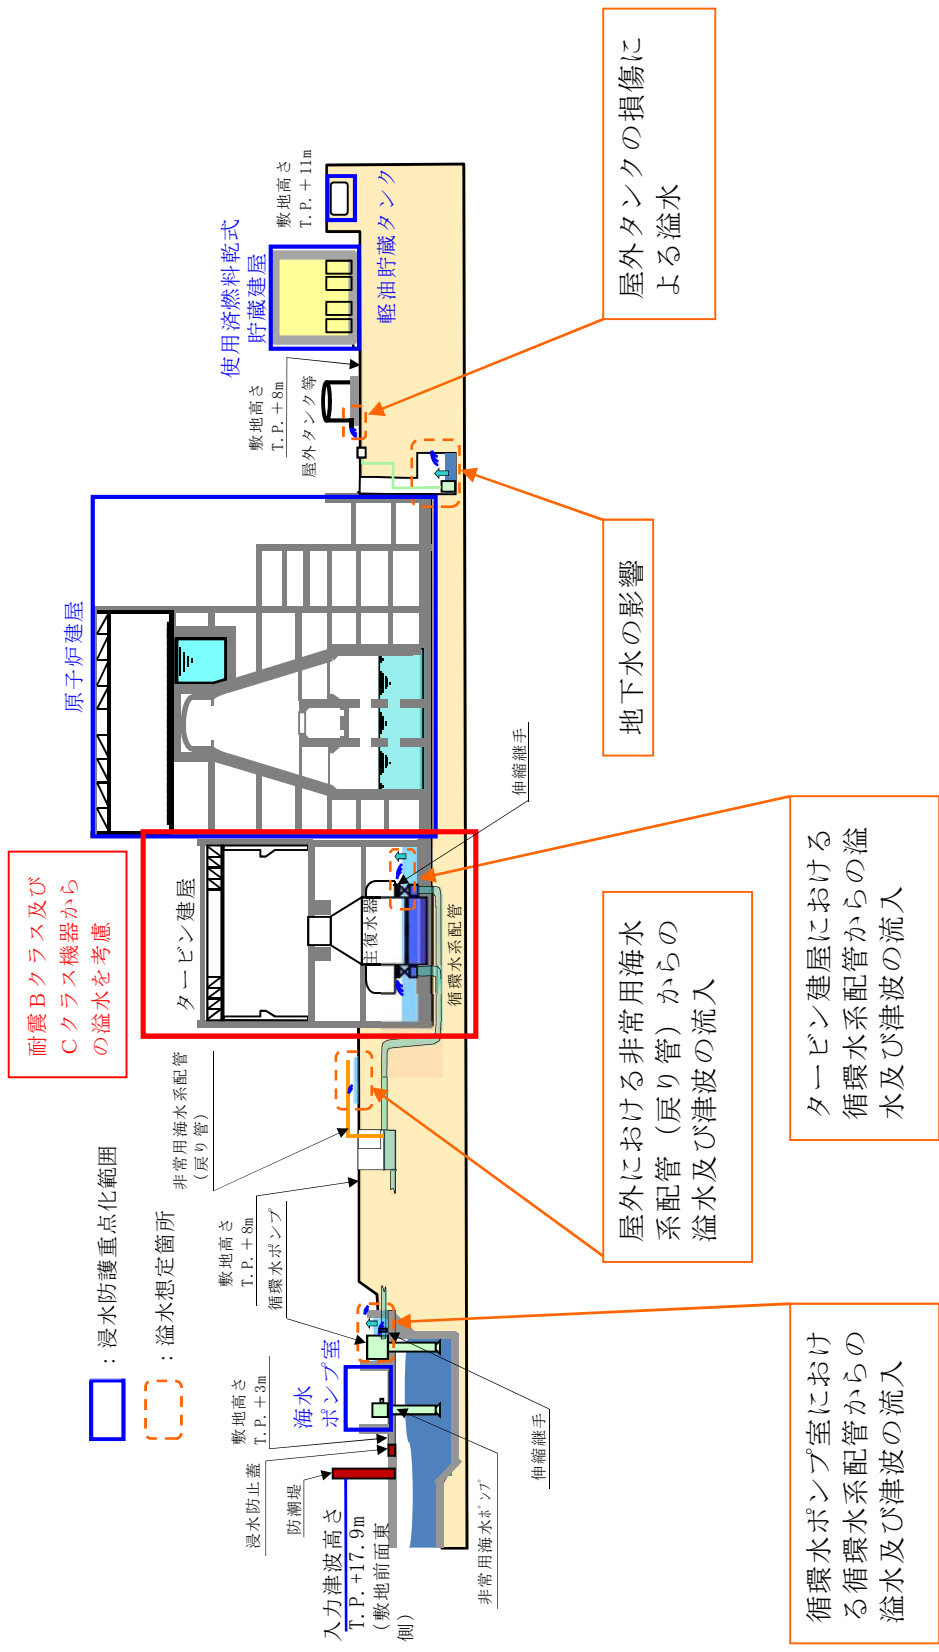 ：浸水防護重点化範囲
：溢水想定箇所
耐震Ｂクラス及び
Ｃクラス機器から
の溢水を考慮
原子炉建屋
タービン建屋
使用済燃料乾式
貯蔵建屋
敷地高さ
T.P.＋11m
軽油貯蔵タンク
敷地高さ
T.P.＋8m
屋外タンク等
非常用海水系配管
（戻り管）
敷地高さ
T.P.＋8m
循環水ポンプ
海水
ポンプ室
敷地高さ
T.P.＋3m
浸水防止蓋
防潮堤
入力津波高さ
T.P.+17.9m
（敷地前面東
側）
非常用海水ﾎﾟﾝﾌﾟ
伸縮継手
主復水器
循環水系配管
伸縮継手
循環水ポンプ室におけ
る循環水系配管からの
溢水及び津波の流入
屋外における非常用海水
系配管（戻り管）からの
溢水及び津波の流入
タービン建屋における
循環水系配管からの溢
水及び津波の流入
地下水の影響
屋外タンクの損傷に
よる溢水